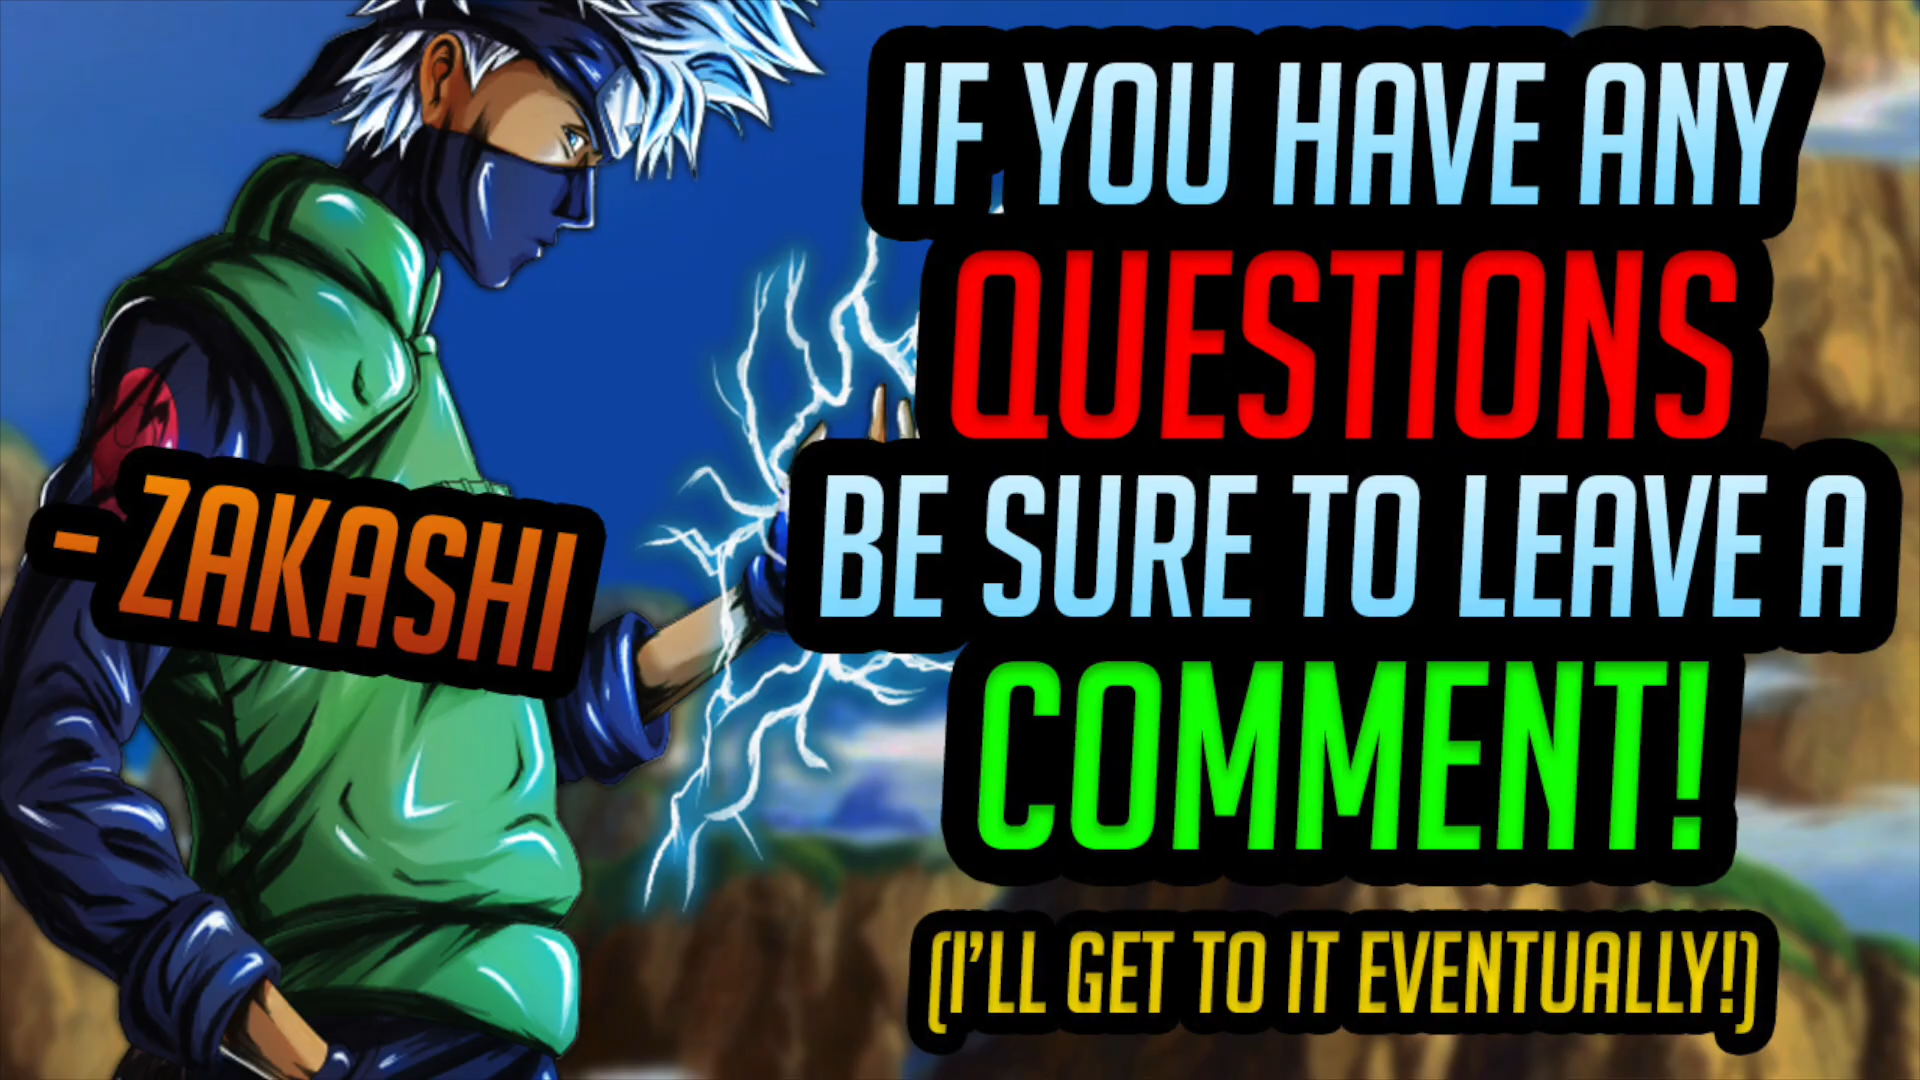 IF YOU HAVE ANY
QUESTIONS
BE SURE TO LEAVE A
COMMENT!
(I'LL GET TO IT EVENTUALLY!)
- ZAKASHI